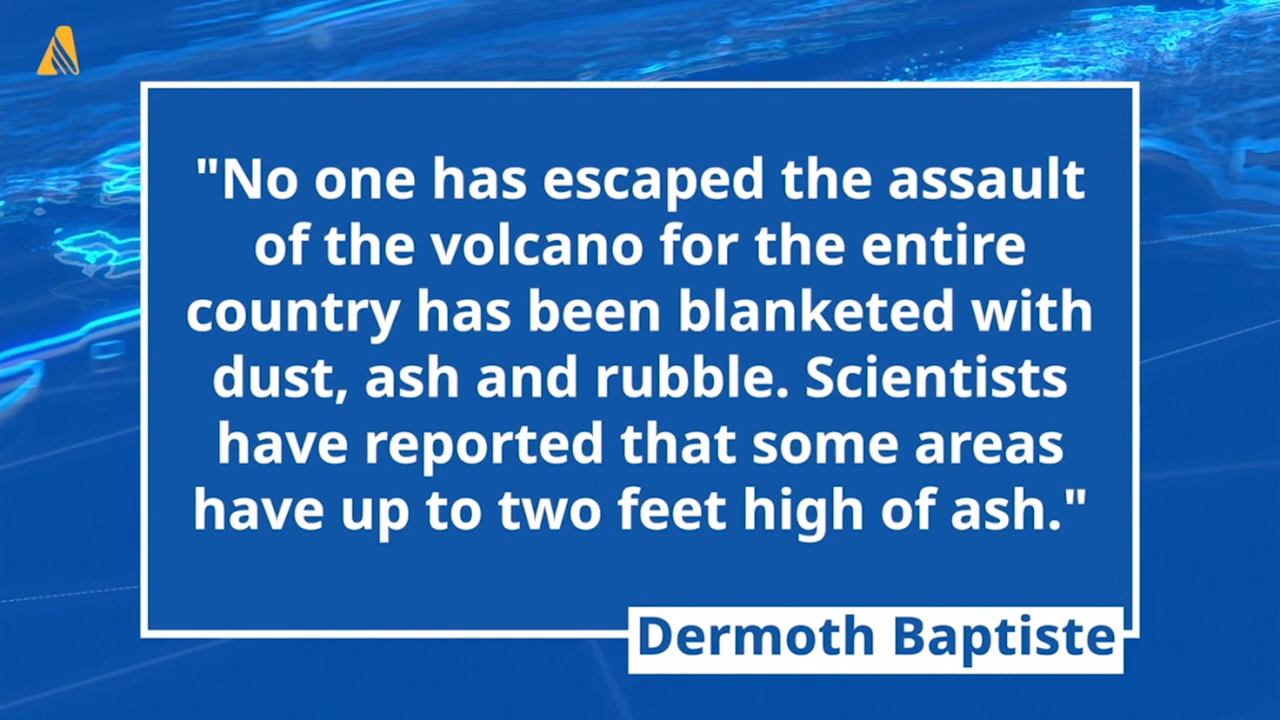 "No one has escaped the assault
of the volcano for the entire
country has been blanketed with
dust, ash and rubble. Scientists
have reported that some areas
have up to two feet high of ash."
Dermoth Baptiste